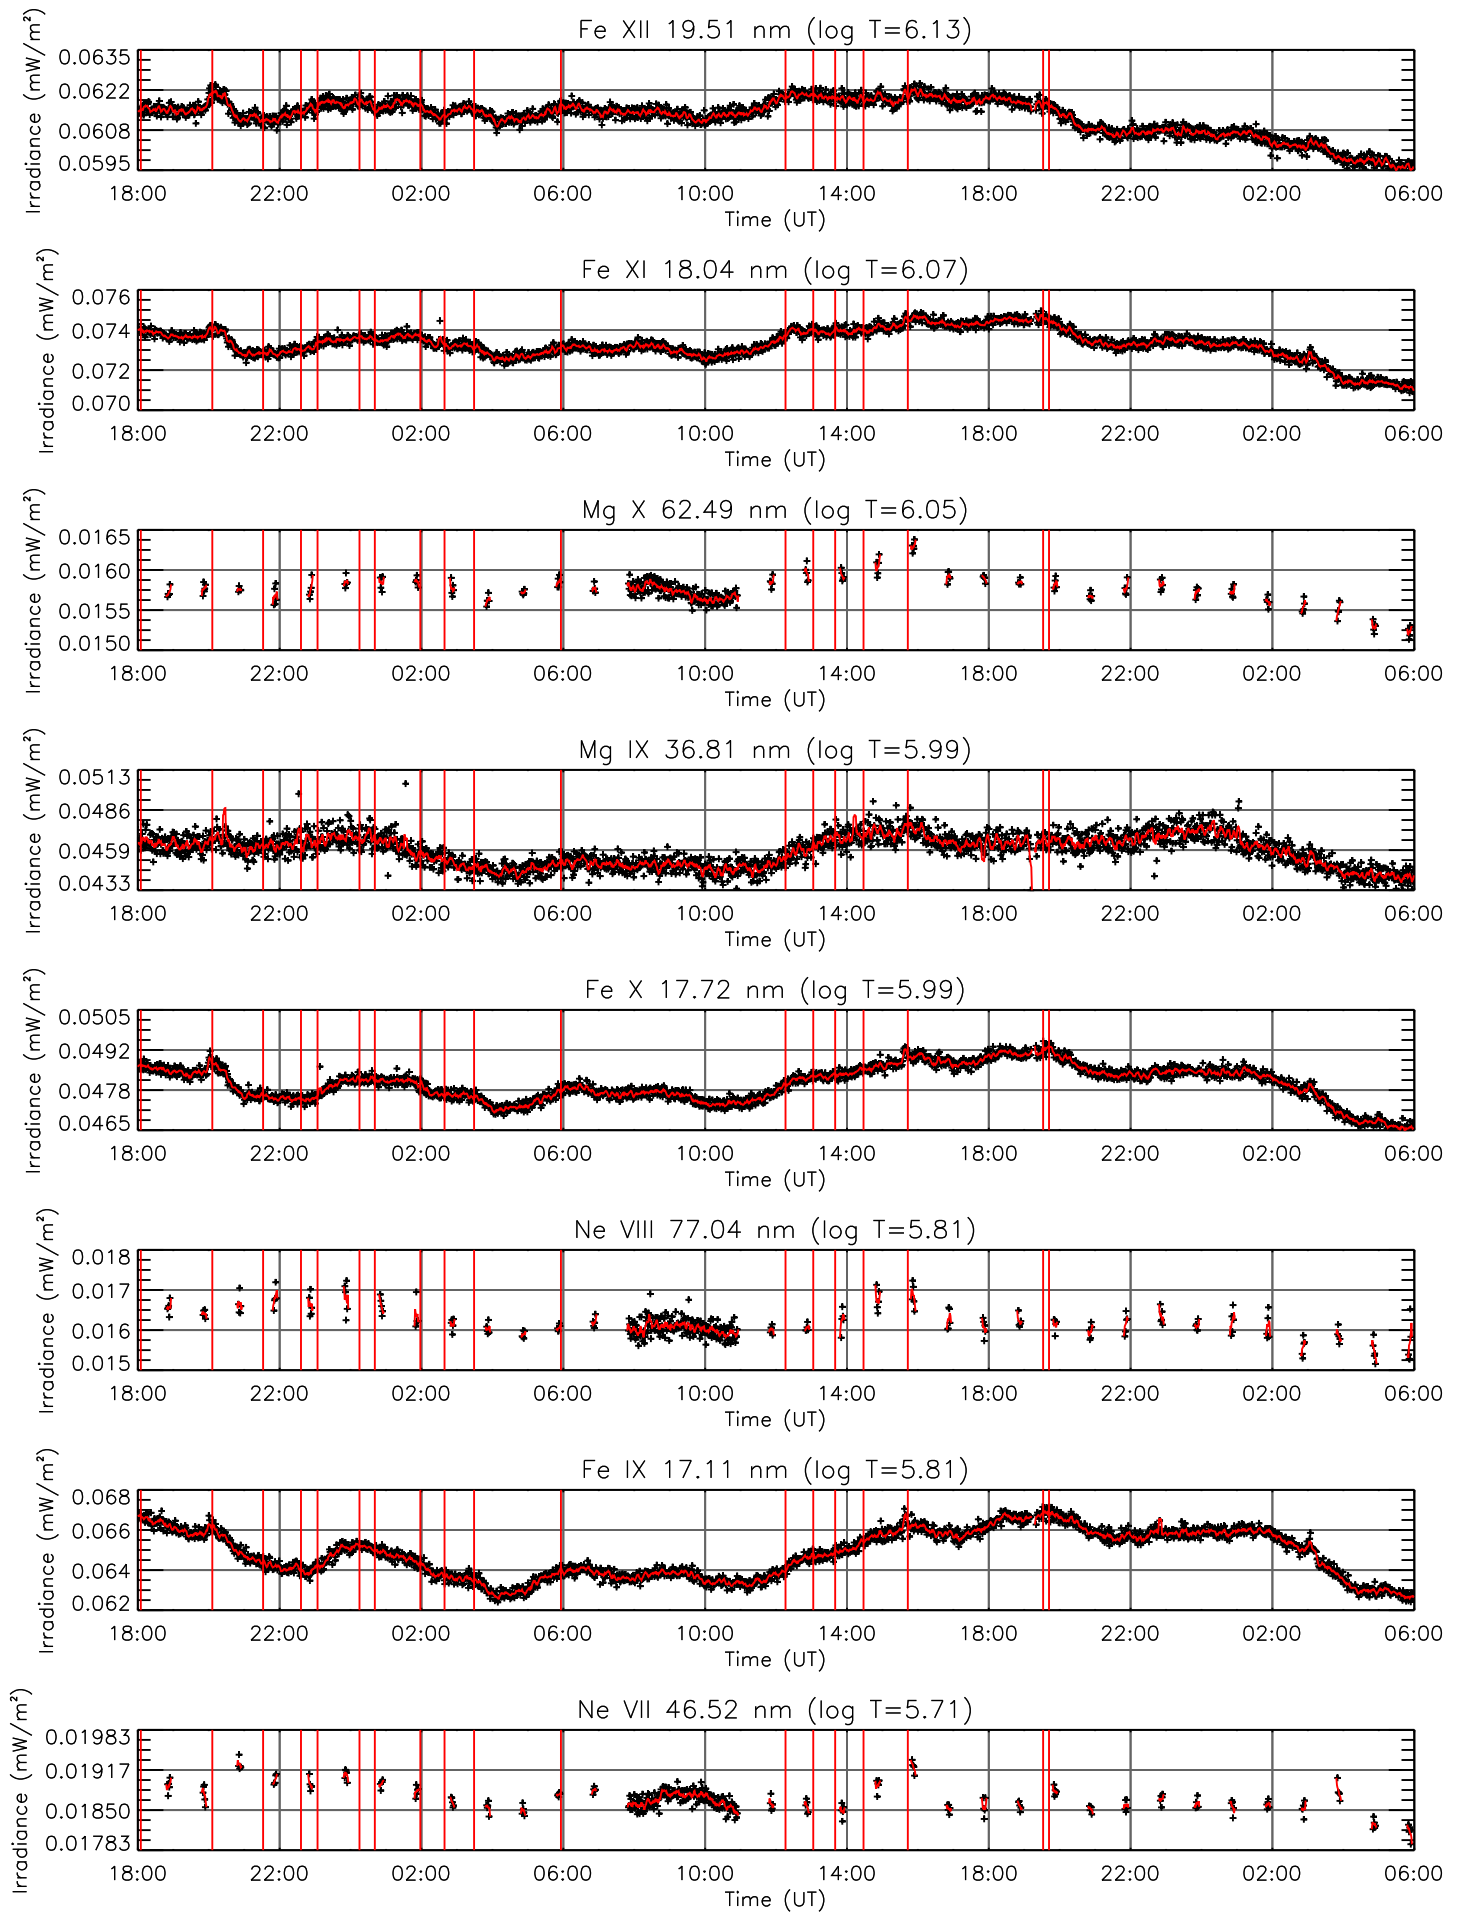 Fe XII 19.51 nm (log T=6.13)
Irradiance (mW/m²)
0.0635
0.0622
0.0608
0.0595
18:00 22:00 02:00 06:00 10:00 14:00 18:00 22:00 02:00 06:00
Time (UT)
Fe XI 18.04 nm (log T=6.07)
Irradiance (mW/m²)
0.076
0.074
0.072
0.070
18:00 22:00 02:00 06:00 10:00 14:00 18:00 22:00 02:00 06:00
Time (UT)
Mg X 62.49 nm (log T=6.05)
Irradiance (mW/m²)
0.0165
0.0160
0.0155
0.0150
18:00 22:00 02:00 06:00 10:00 14:00 18:00 22:00 02:00 06:00
Time (UT)
Mg IX 36.81 nm (log T=5.99)
Irradiance (mW/m²)
0.0513
0.0486
0.0459
0.0433
18:00 22:00 02:00 06:00 10:00 14:00 18:00 22:00 02:00 06:00
Time (UT)
Fe X 17.72 nm (log T=5.99)
Irradiance (mW/m²)
0.0505
0.0492
0.0478
0.0465
18:00 22:00 02:00 06:00 10:00 14:00 18:00 22:00 02:00 06:00
Time (UT)
Ne VIII 77.04 nm (log T=5.81)
Irradiance (mW/m²)
0.018
0.017
0.016
0.015
18:00 22:00 02:00 06:00 10:00 14:00 18:00 22:00 02:00 06:00
Time (UT)
Fe IX 17.11 nm (log T=5.81)
Irradiance (mW/m²)
0.068
0.066
0.064
0.062
18:00 22:00 02:00 06:00 10:00 14:00 18:00 22:00 02:00 06:00
Time (UT)
Ne VII 46.52 nm (log T=5.71)
Irradiance (mW/m²)
0.01983
0.01917
0.01850
0.01783
18:00 22:00 02:00 06:00 10:00 14:00 18:00 22:00 02:00 06:00
Time (UT)